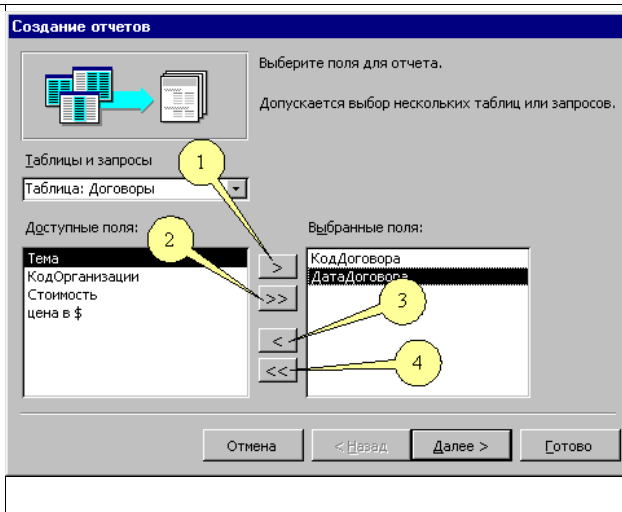 Создание отчетов
Выберите поля для отчета.
Допускается выбор нескольких таблиц или запросов.
Таблицы и запросы
1
Таблица: Договоры
Доступные поля:
2
Выбранные поля:
Тема
КодОрганизации
Стоимость
цена в $
>
>>
<
<<
КодДоговора
ДатаДоговора
3
4
Отмена
< Назад
Далее >
Готово